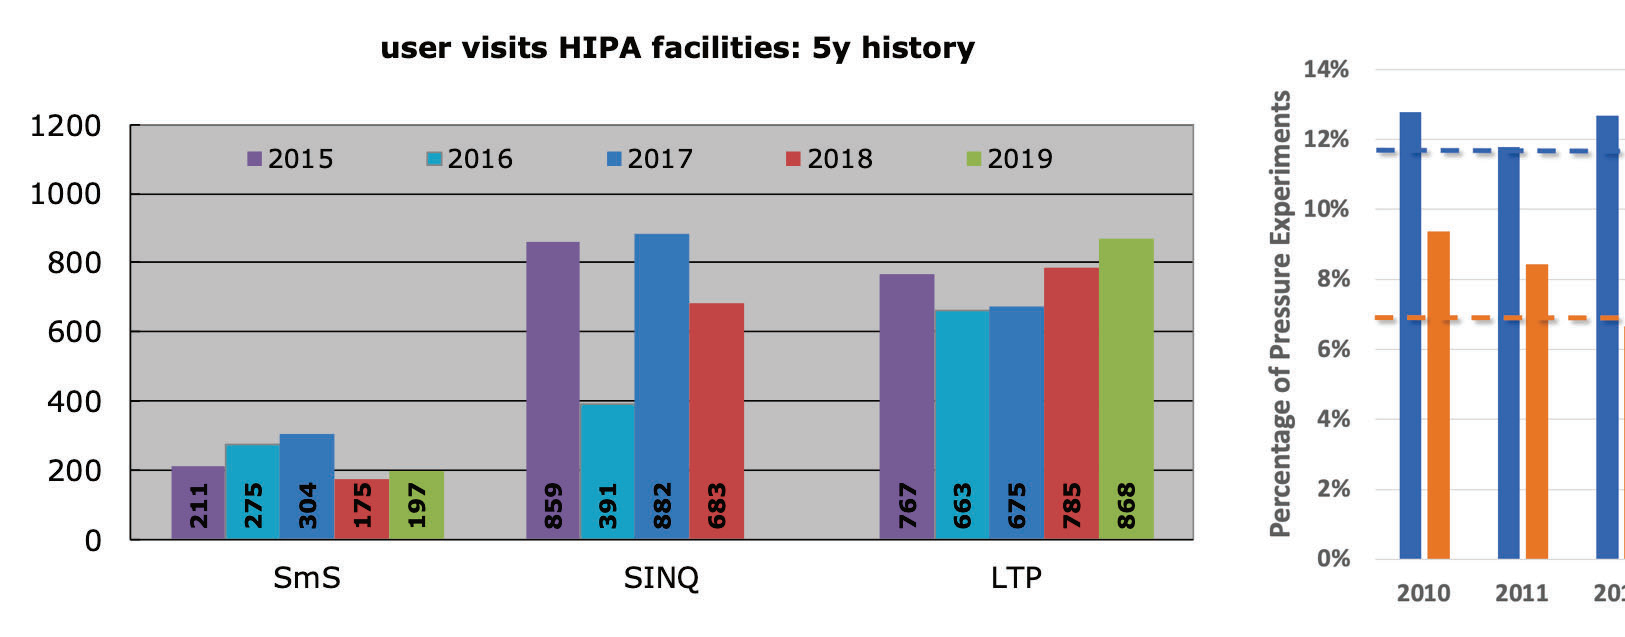 user visits HIPA facilities: 5y history
1200
1000
800
600
400
200
0
2015 2016 2017 2018 2019
211 275 304 175 197
859 391 882 683
767 663 675 785 868
SmS SINQ LTP
Percentage of Pressure Experiments
14%
12%
10%
8%
6%
4%
2%
0%
2010 2011 201